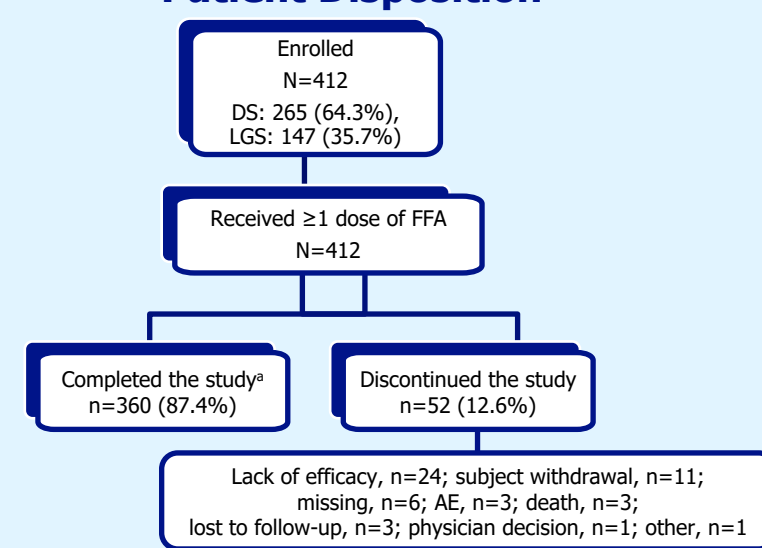 Patient Disposition
Enrolled
N=412
DS: 265 (64.3%),
LGS: 147 (35.7%)
Received ≥1 dose of FFA
N=412
Completed the studyᵃ
n=360 (87.4%)
Discontinued the study
n=52 (12.6%)
Lack of efficacy, n=24; subject withdrawal, n=11;
missing, n=6; AE, n=3; death, n=3;
lost to follow-up, n=3; physician decision, n=1; other, n=1